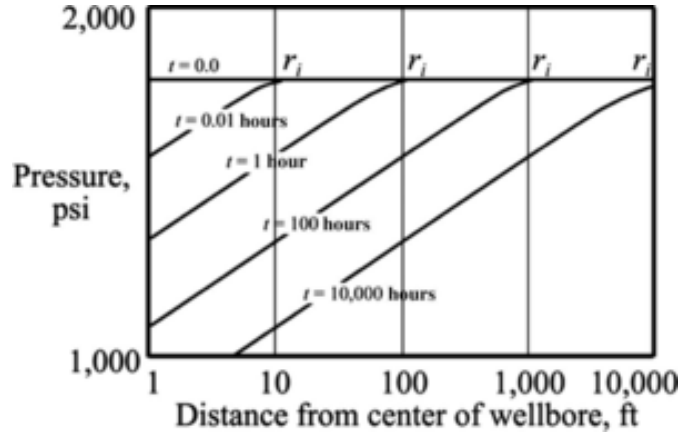 2,000
t = 0.0
r_i r_i r_i r_i
t = 0.01 hours
t = 1 hour
Pressure,
psi
t = 100 hours
t = 10,000 hours
1,000
1 10 100 1,000 10,000
Distance from center of wellbore, ft